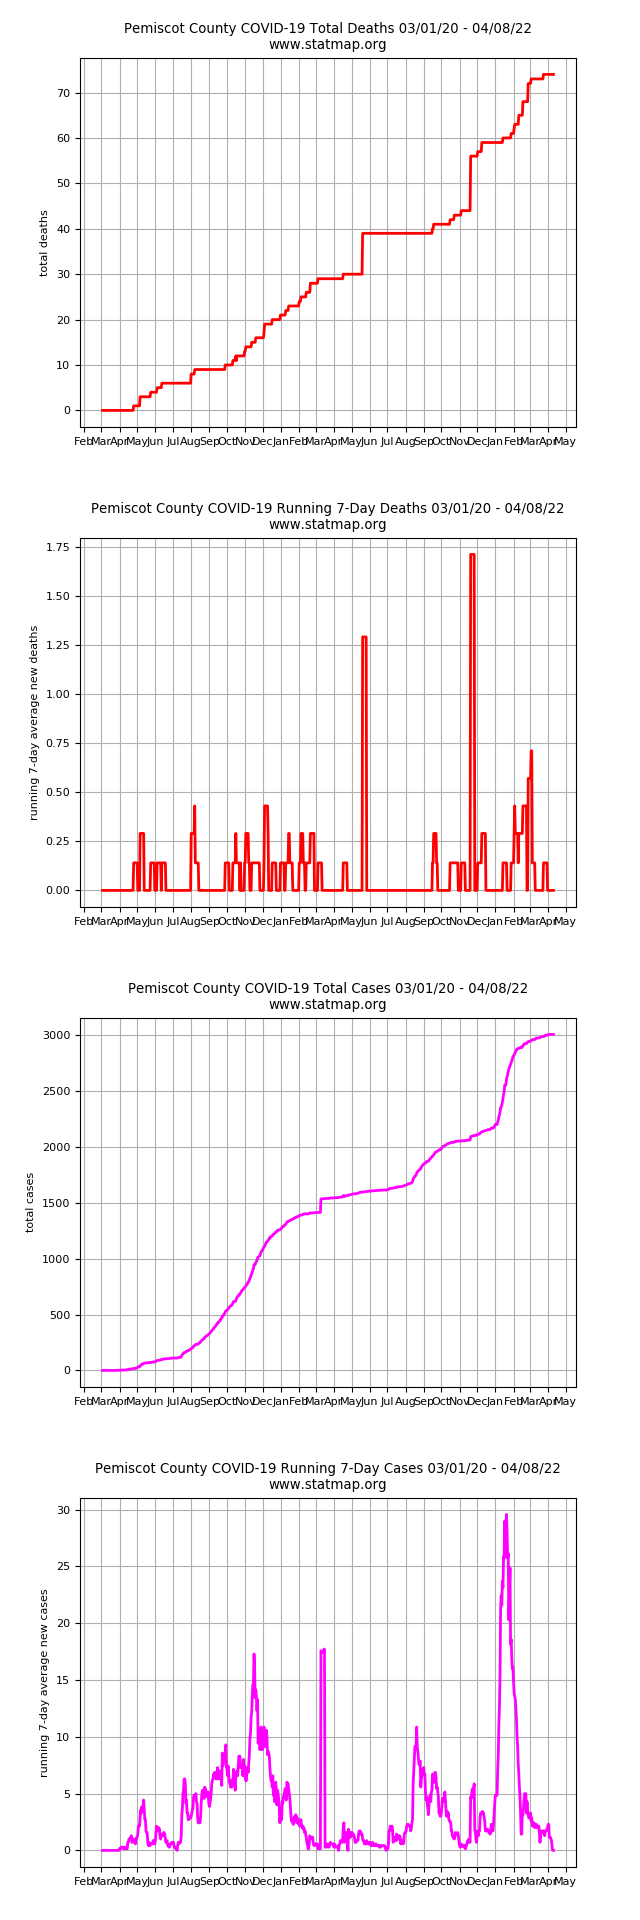 Pemiscot County COVID-19 Total Deaths 03/01/20 - 04/08/22
www.statmap.org
total deaths
70
60
50
40
30
20
10
0
Feb Mar Apr May Jun Jul Aug Sep Oct Nov Dec Jan Feb Mar Apr May Jun Jul Aug Sep Oct Nov Dec Jan Feb Mar Apr May
Pemiscot County COVID-19 Running 7-Day Deaths 03/01/20 - 04/08/22
www.statmap.org
running 7-day average new deaths
1.75
1.50
1.25
1.00
0.75
0.50
0.25
0.00
Feb Mar Apr May Jun Jul Aug Sep Oct Nov Dec Jan Feb Mar Apr May Jun Jul Aug Sep Oct Nov Dec Jan Feb Mar Apr May
Pemiscot County COVID-19 Total Cases 03/01/20 - 04/08/22
www.statmap.org
total cases
3000
2500
2000
1500
1000
500
0
Feb Mar Apr May Jun Jul Aug Sep Oct Nov Dec Jan Feb Mar Apr May Jun Jul Aug Sep Oct Nov Dec Jan Feb Mar Apr May
Pemiscot County COVID-19 Running 7-Day Cases 03/01/20 - 04/08/22
www.statmap.org
running 7-day average new cases
30
25
20
15
10
5
0
Feb Mar Apr May Jun Jul Aug Sep Oct Nov Dec Jan Feb Mar Apr May Jun Jul Aug Sep Oct Nov Dec Jan Feb Mar Apr May